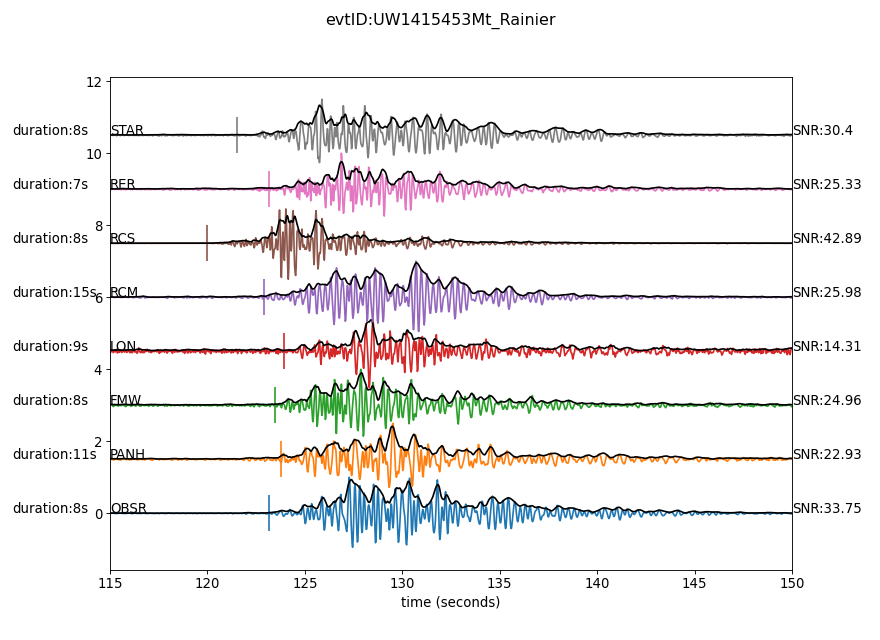 evtID:UW1415453Mt_Rainier
12
duration:8s STAR SNR:30.4
10
duration:7s RER SNR:25.33
8
duration:8s RCS SNR:42.89
duration:15s RCM SNR:25.98
6
duration:9s LON SNR:14.31
4
duration:8s FMW SNR:24.96
2
duration:11s PANH SNR:22.93
duration:8s OBSR SNR:33.75
0
115 120 125 130 135 140 145 150
time (seconds)